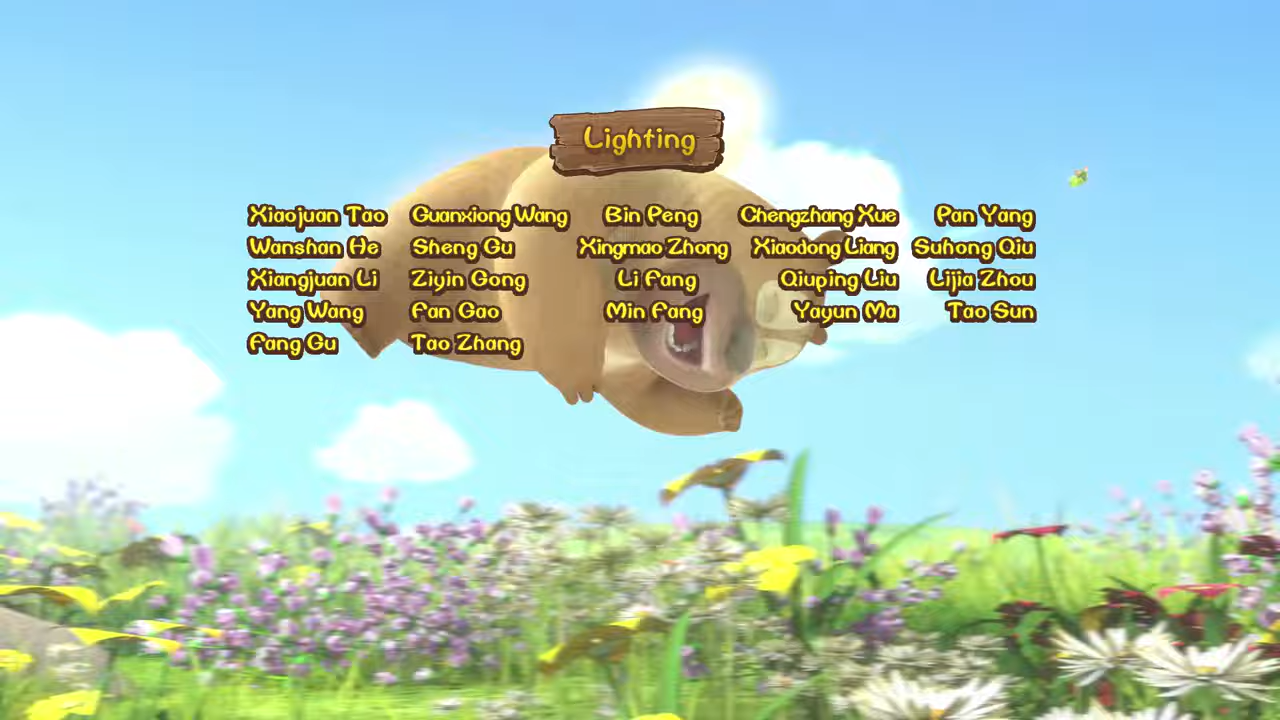 Lighting
Xiaojuan Tao Guanxiong Wang Bin Peng Chengzhang Xue Pan Yang
Wanshan He Sheng Gu Xingmao Zhong Xiaodong Liang Suhong Qiu
Xiangjuan Li Ziyin Gong Li Fang Qiuping Liu Lijia Zhou
Yang Wang Fan Gao Min Fang Yayun Ma Tao Sun
Fang Gu Tao Zhang